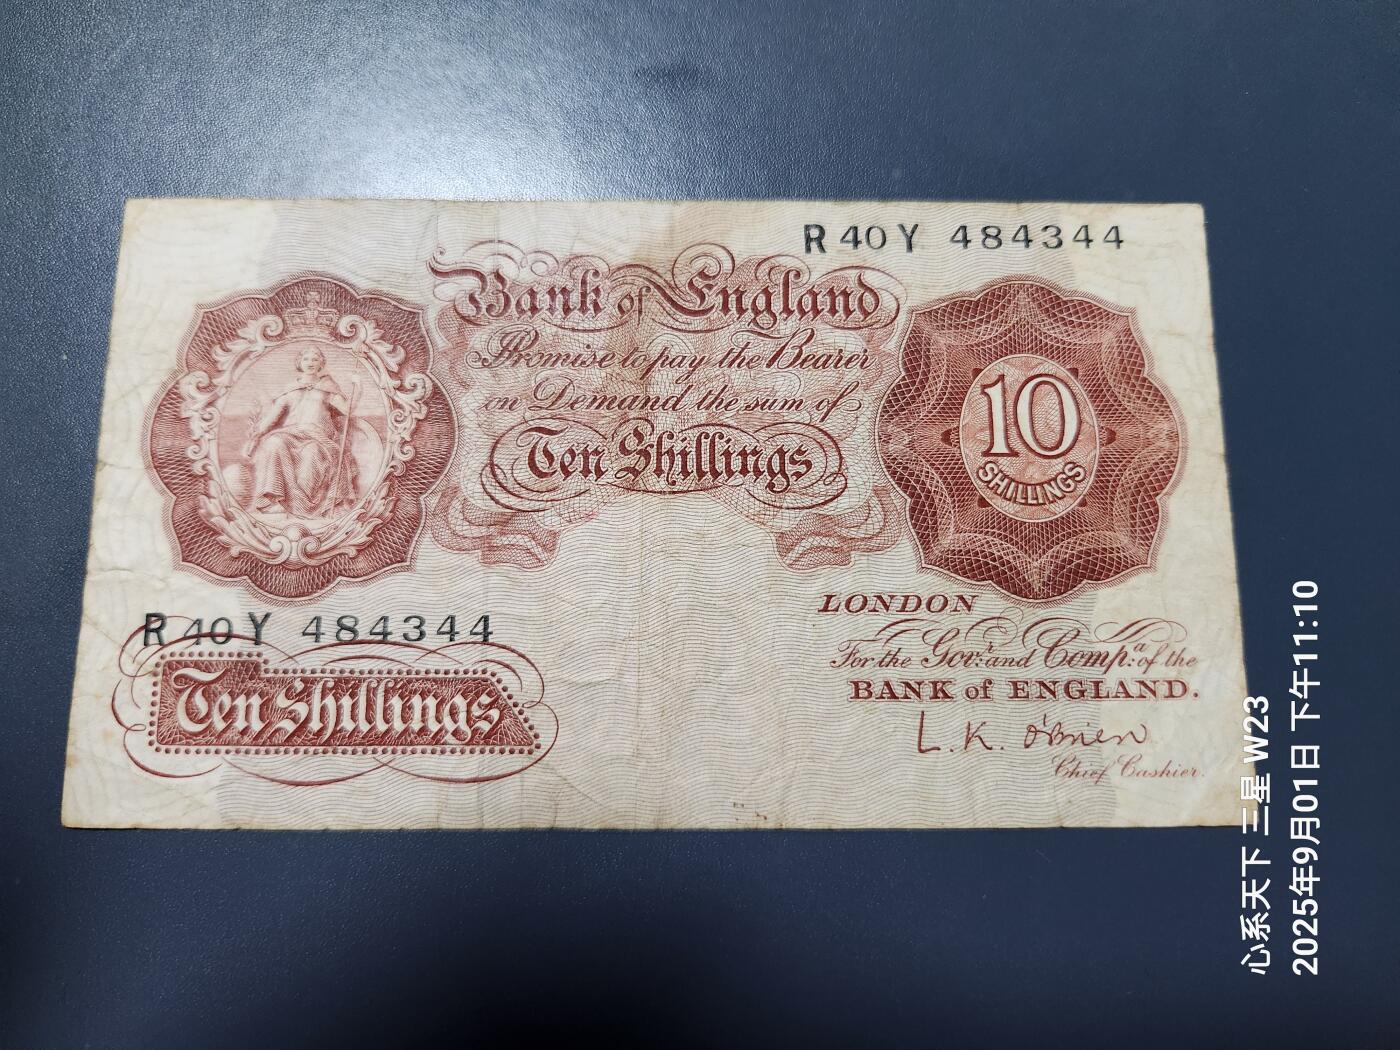 R 40 Y 484344
Bank of England
Promise to pay the Bearer
on Demand the sum of
Ten Shillings
10
SHILLINGS
R 40 Y 484344
Ten Shillings
LONDON
For the Govr. and Compa. of the
BANK of ENGLAND.
L.K. O'Brien
Chief Cashier.
心系天下 三星 W23
2025年9月01日 下午11:10